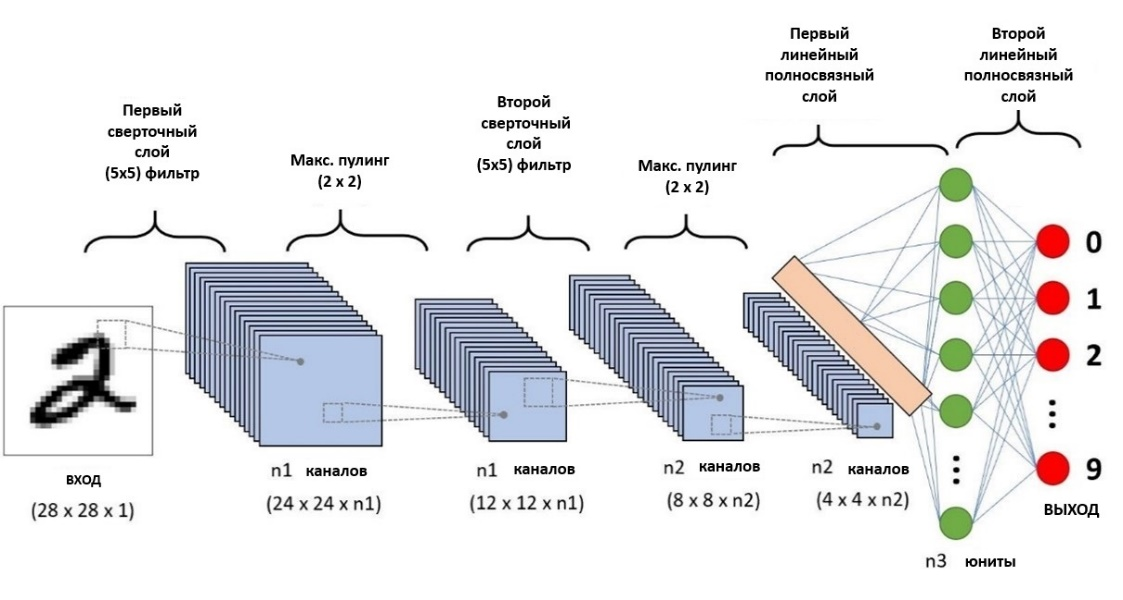 Первый
сверточный
слой
(5x5) фильтр
Макс. пулинг
(2 x 2)
Второй
сверточный
слой
(5x5) фильтр
Макс. пулинг
(2 x 2)
Первый
линейный
полносвязный
слой
Второй
линейный
полносвязный
слой
вход
(28 x 28 x 1)
n1 каналов
(24 x 24 x n1)
n1 каналов
(12 x 12 x n1)
n2 каналов
(8 x 8 x n2)
n2 каналов
(4 x 4 x n2)
n3 юниты
0
1
2
9
ВЫХОД
2